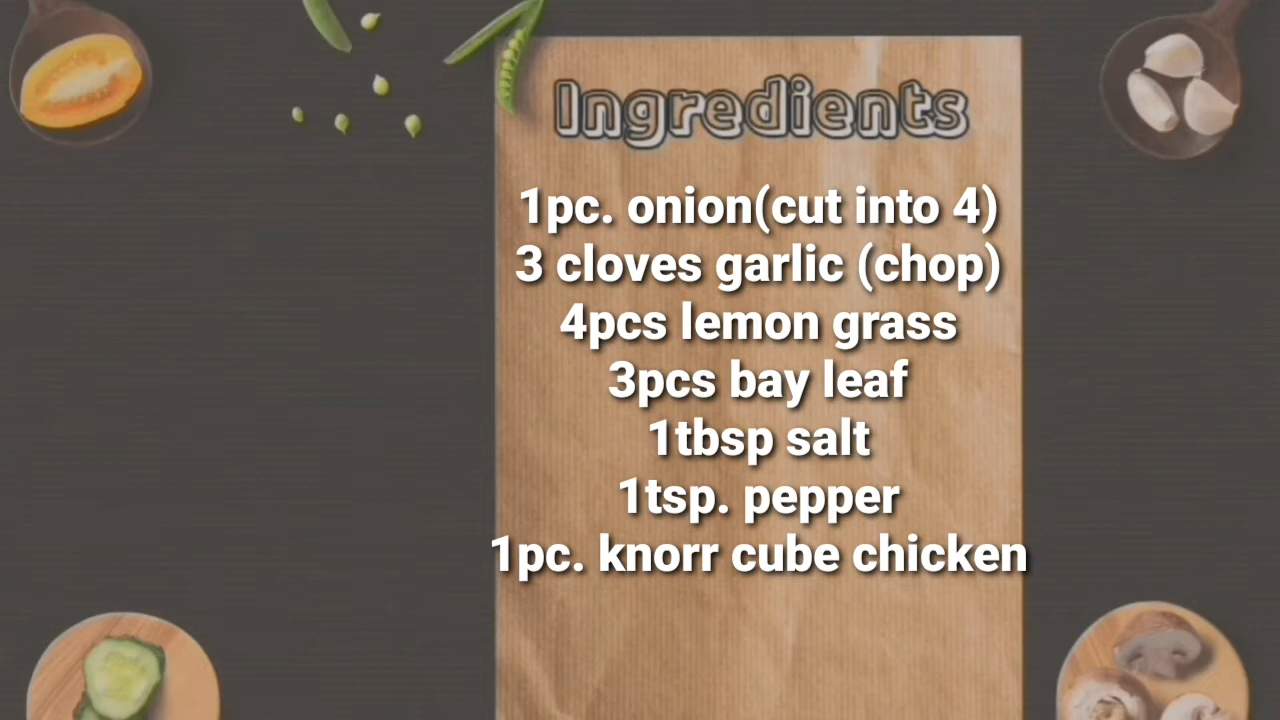 Ingredients
1pc. onion(cut into 4)
3 cloves garlic (chop)
4pcs lemon grass
3pcs bay leaf
1tbsp salt
1tsp. pepper
1pc. knorr cube chicken